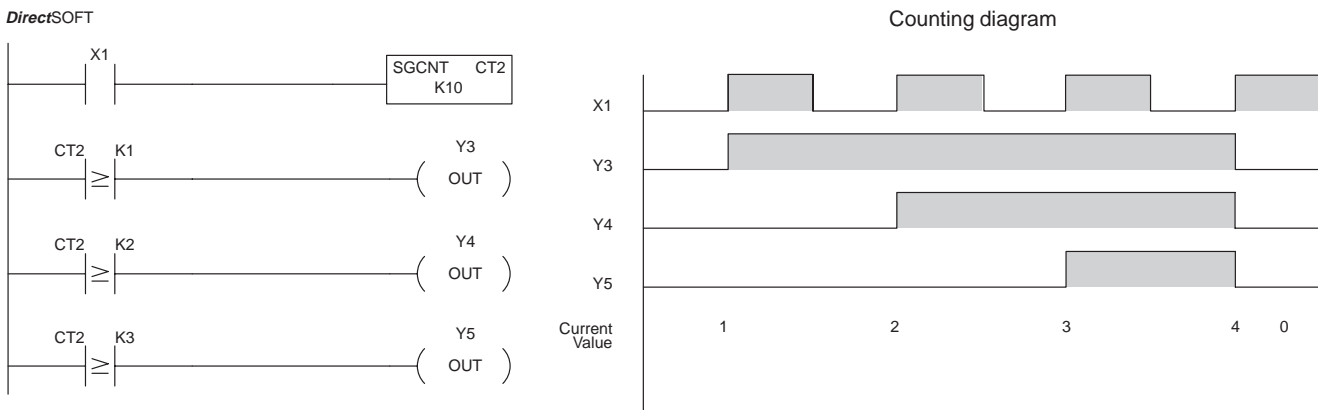 DirectSOFT
X1
SGCNT CT2
K10
CT2 K1
≥
Y3
OUT
CT2 K2
≥
Y4
OUT
CT2 K3
≥
Y5
OUT
Counting diagram
X1
Y3
Y4
Y5
Current
Value
1 2 3 4 0